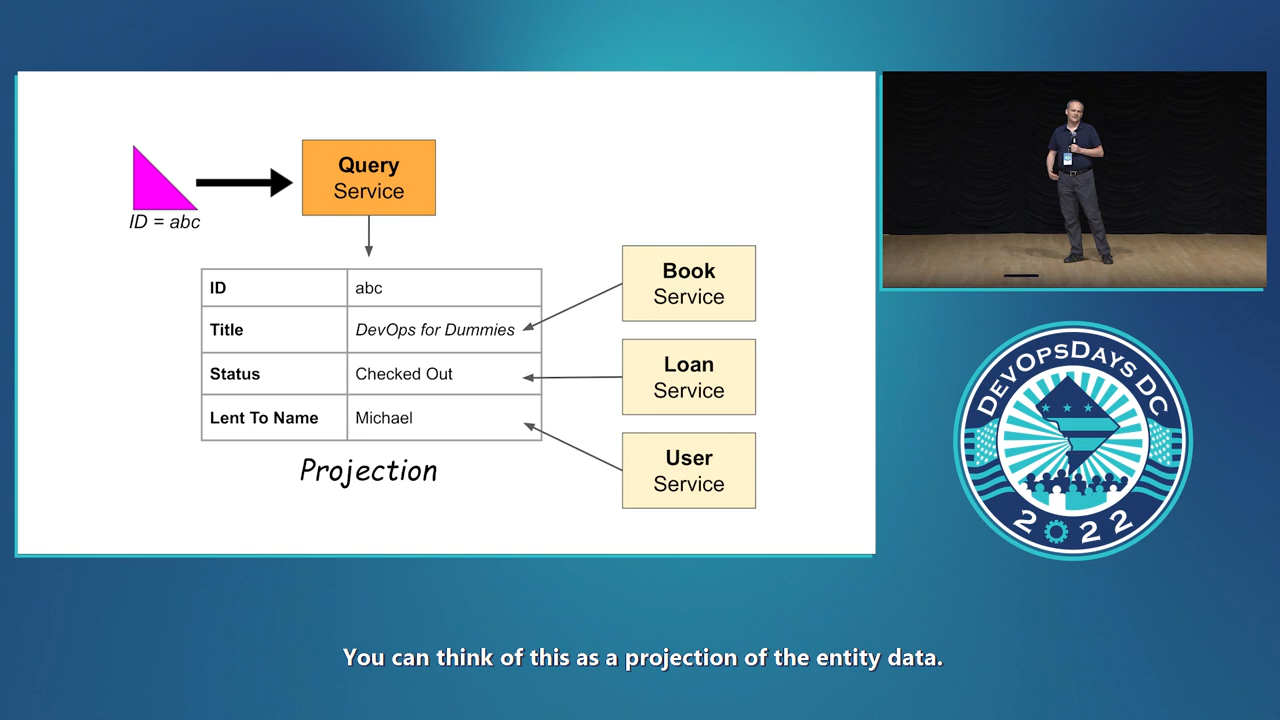 Query
Service
ID = abc
ID abc
Title DevOps for Dummies
Status Checked Out
Lent To Name Michael
Projection
Book
Service
Loan
Service
User
Service
DEVOPSDAYS DC
2022
You can think of this as a projection of the entity data.